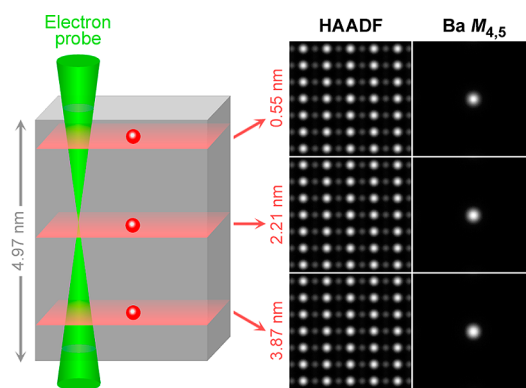 Electron
probe
HAADF
Ba M4,5
4.97 nm
0.55 nm
2.21 nm
3.87 nm